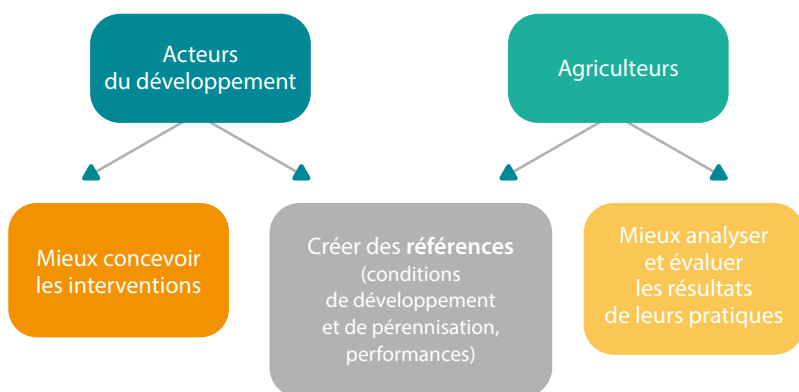 Acteurs
du développement
Agriculteurs
Mieux concevoir
les interventions
Créer des références
(conditions
de développement
et de pérennisation,
performances)
Mieux analyser
et évaluer
les résultats
de leurs pratiques